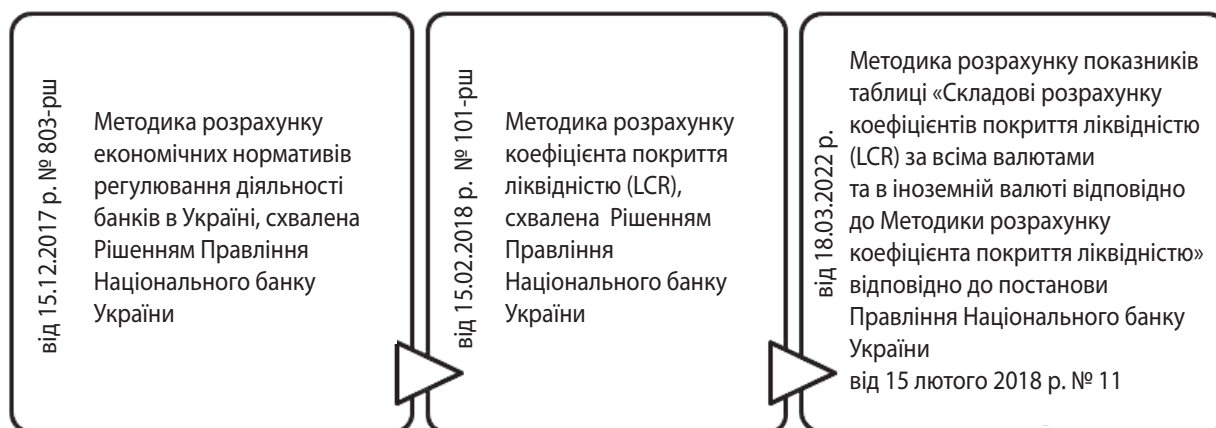 від 15.12.2017 р. № 803-рш
Методика розрахунку
економічних нормативів
регулювання діяльності
банків в Україні, схвалена
Рішенням Правління
Національного банку
України
від 15.02.2018 р. № 101-рш
Методика розрахунку
коефіцієнта покриття
ліквідністю (LCR),
схвалена Рішенням
Правління
Національного банку
України
від 18.03.2022 р.
Методика розрахунку показників
таблиці «Складові розрахунку
коефіцієнтів покриття ліквідністю
(LCR) за всіма валютами
та в іноземній валюті відповідно
до Методики розрахунку
коефіцієнта покриття ліквідністю»
відповідно до постанови
Правління Національного банку
України
від 15 лютого 2018 р. № 11